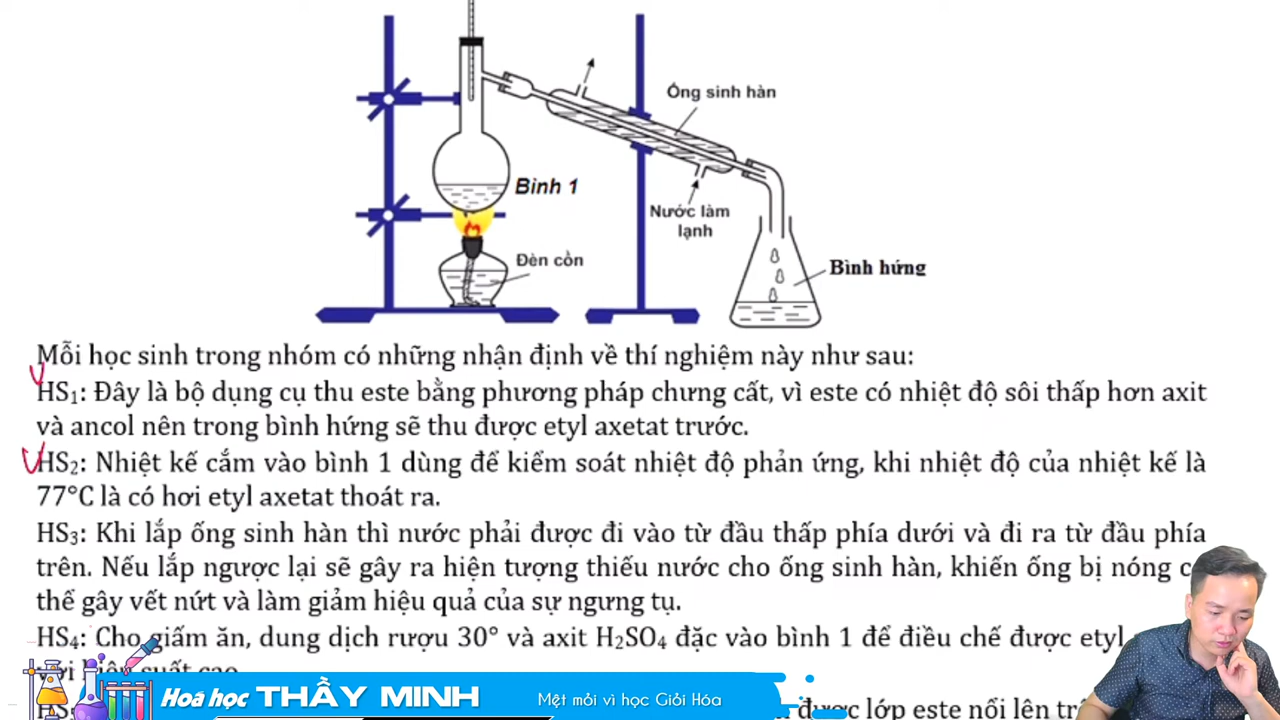 Ống sinh hàn
Bình 1
Nước làm
lạnh
Đèn cồn
Bình hứng
Mỗi học sinh trong nhóm có những nhận định về thí nghiệm này như sau:
HS₁: Đây là bộ dụng cụ thu este bằng phương pháp chưng cất, vì este có nhiệt độ sôi thấp hơn axit
và ancol nên trong bình hứng sẽ thu được etyl axetat trước.
HS₂: Nhiệt kế cắm vào bình 1 dùng để kiểm soát nhiệt độ phản ứng, khi nhiệt độ của nhiệt kế là
77°C là có hơi etyl axetat thoát ra.
HS₃: Khi lắp ống sinh hàn thì nước phải được đi vào từ đầu thấp phía dưới và đi ra từ đầu phía
trên. Nếu lắp ngược lại sẽ gây ra hiện tượng thiếu nước cho ống sinh hàn, khiến ống bị nóng
thể gây vết nứt và làm giảm hiệu quả của sự ngưng tụ.
HS₄: Cho giấm ăn, dung dịch rượu 30° và axit H₂SO₄ đặc vào bình 1 để điều chế được etyl
hiệu suất cao
được lớp este nổi lên
Hoá học THẦY MINH
Mệt mỏi vì học Giỏi Hóa